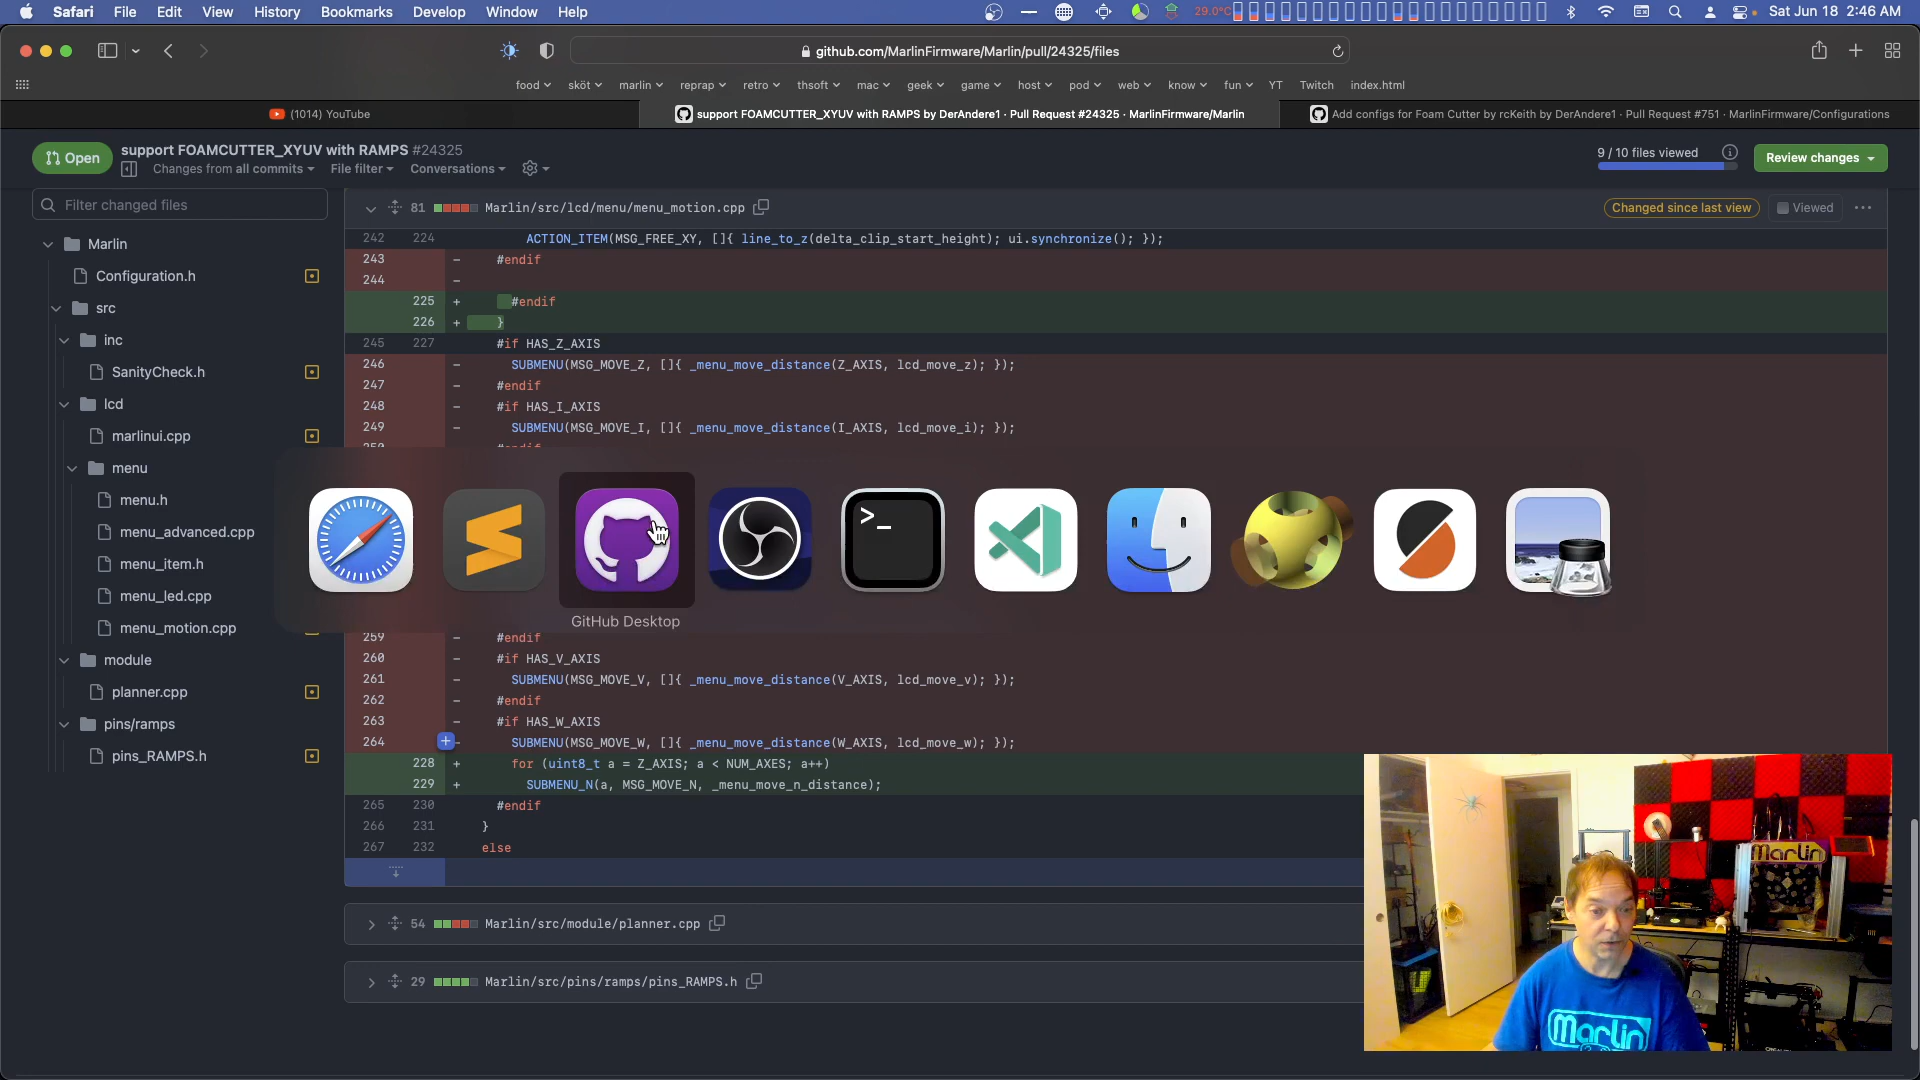 Safari File Edit View History Bookmarks Develop Window Help
29.0°C Sat Jun 18 2:46 AM
github.com/MarlinFirmware/Marlin/pull/24325/files
food sköt marlin reprap retro thsoft mac geek game host pod web know fun YT Twitch index.html
(1014) YouTube
support FOAMCUTTER_XYUV with RAMPS by DerAndere1 · Pull Request #24325 · MarlinFirmware/Marlin
Add configs for Foam Cutter by rcKeith by DerAndere1 · Pull Request #751 · MarlinFirmware/Configurations
Open
support FOAMCUTTER_XYUV with RAMPS #24325
Changes from all commits File filter Conversations
9 / 10 files viewed
Review changes
Filter changed files
Marlin
Configuration.h
src
inc
SanityCheck.h
lcd
marlinui.cpp
menu
menu.h
menu_advanced.cpp
menu_item.h
menu_led.cpp
menu_motion.cpp
module
planner.cpp
pins/ramps
pins_RAMPS.h
81 Marlin/src/lcd/menu/menu_motion.cpp
Changed since last view Viewed
242 224 ACTION_ITEM(MSG_FREE_XY, []{ line_to_z(delta_clip_start_height); ui.synchronize(); });
243 - #endif
244 -
225 + #endif
226 + }
245 227 #if HAS_Z_AXIS
246 - SUBMENU(MSG_MOVE_Z, []{ _menu_move_distance(Z_AXIS, lcd_move_z); });
247 - #endif
248 - #if HAS_I_AXIS
249 - SUBMENU(MSG_MOVE_I, []{ _menu_move_distance(I_AXIS, lcd_move_i); });
GitHub Desktop
259 - #endif
260 - #if HAS_V_AXIS
261 - SUBMENU(MSG_MOVE_V, []{ _menu_move_distance(V_AXIS, lcd_move_v); });
262 - #endif
263 - #if HAS_W_AXIS
264 - SUBMENU(MSG_MOVE_W, []{ _menu_move_distance(W_AXIS, lcd_move_w); });
228 + for (uint8_t a = Z_AXIS; a < NUM_AXES; a++)
229 + SUBMENU_N(a, MSG_MOVE_N, _menu_move_n_distance);
265 230 #endif
266 231 }
267 232 else
54 Marlin/src/module/planner.cpp
29 Marlin/src/pins/ramps/pins_RAMPS.h
Marlin
Marlin